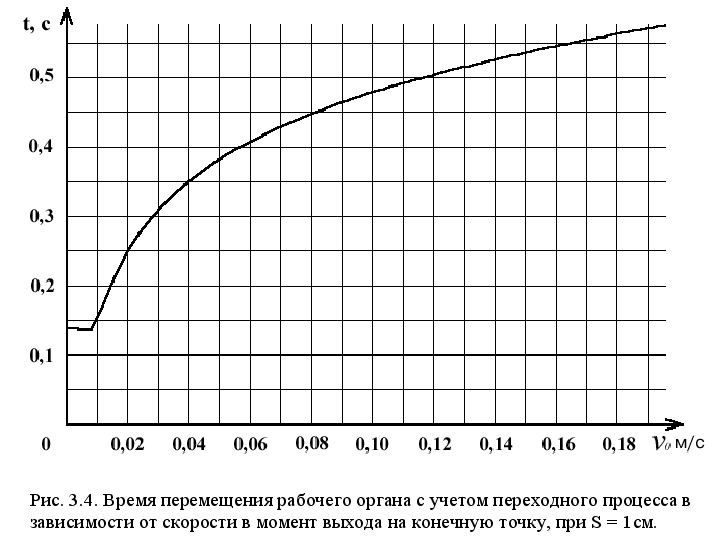 t, с
0,5
0,4
0,3
0,2
0,1
0 0,02 0,04 0,06 0,08 0,10 0,12 0,14 0,16 0,18 V₀ м/с
Рис. 3.4. Время перемещения рабочего органа с учетом переходного процесса в
зависимости от скорости в момент выхода на конечную точку, при S = 1см.